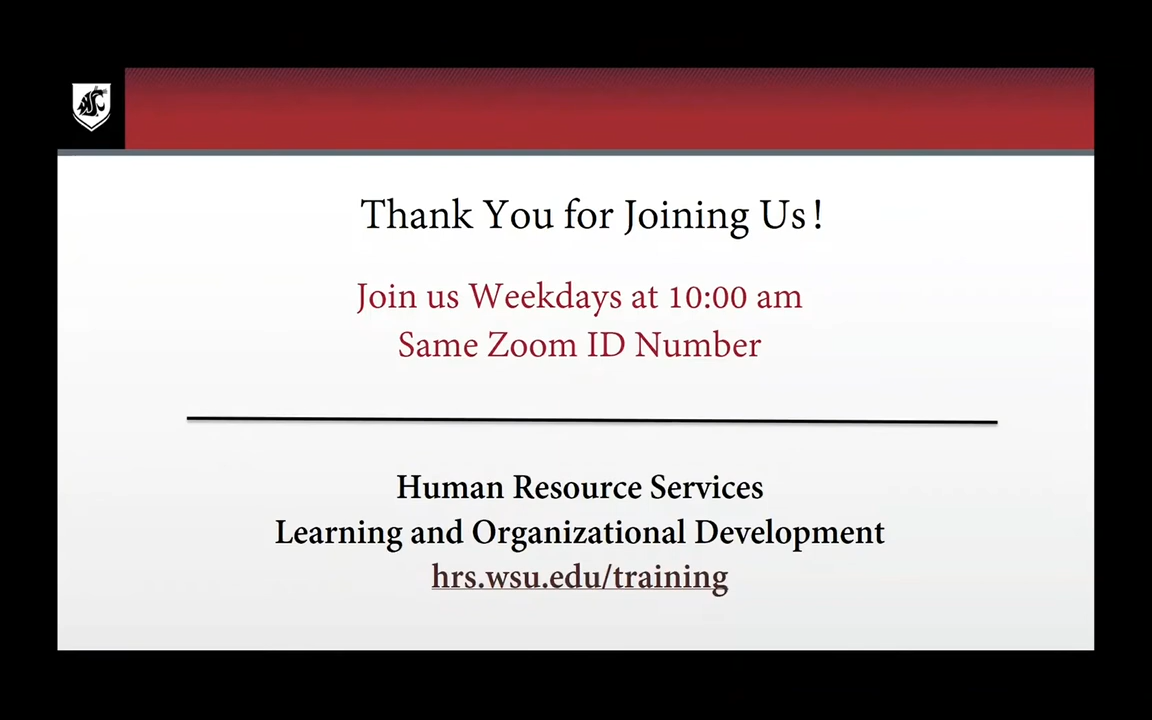 Thank You for Joining Us!
Join us Weekdays at 10:00 am
Same Zoom ID Number
Human Resource Services
Learning and Organizational Development
hrs.wsu.edu/training